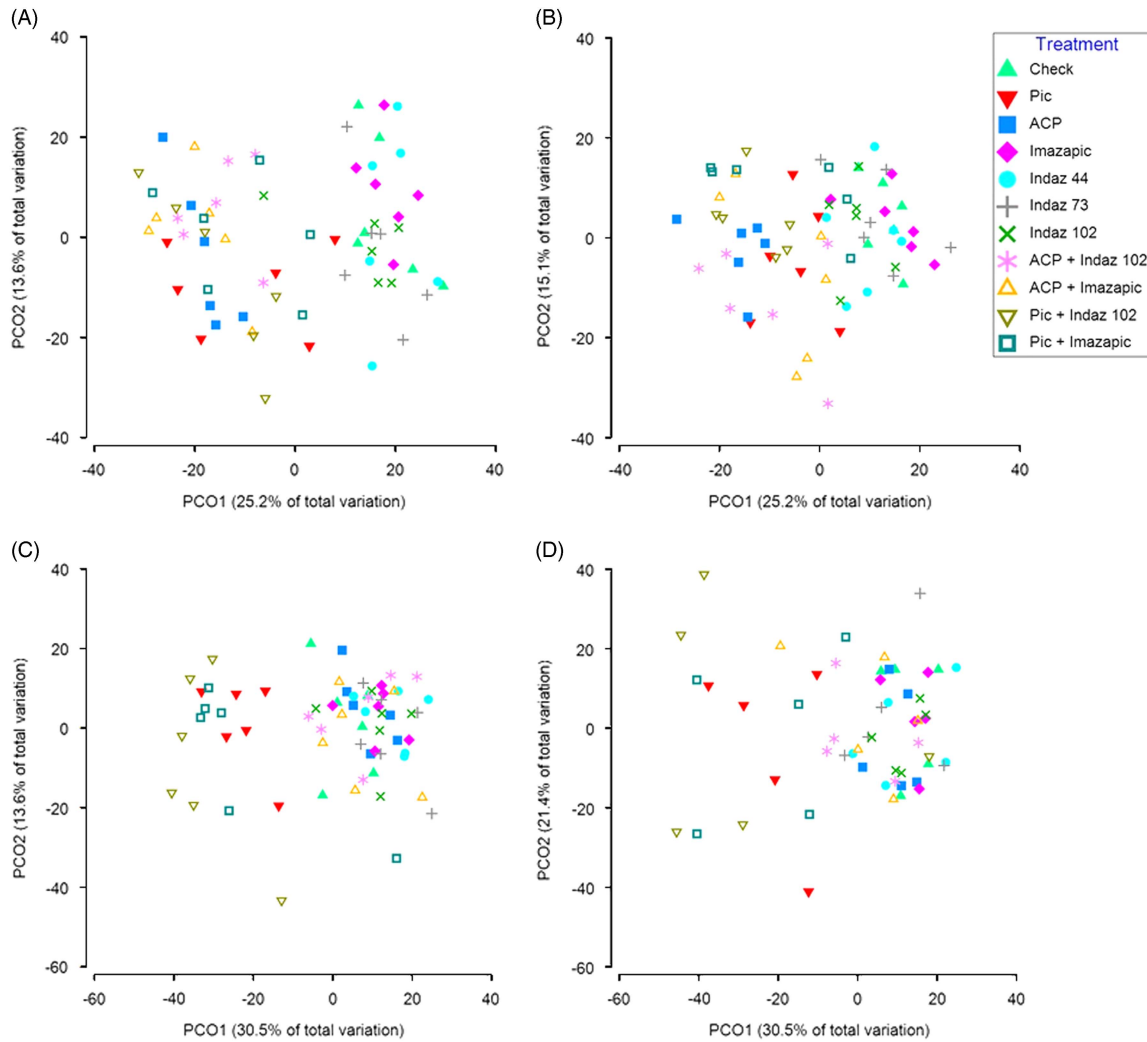 (A)
40
20
0
-20
-40
-40 -20 0 20 40
PCO2 (13.6% of total variation)
PCO1 (25.2% of total variation)
(B)
40
20
0
-20
-40
-40 -20 0 20 40
PCO2 (15.1% of total variation)
PCO1 (25.2% of total variation)
Treatment
Check
Pic
ACP
Imazapic
Indaz 44
Indaz 73
Indaz 102
ACP + Indaz 102
ACP + Imazapic
Pic + Indaz 102
Pic + Imazapic
(C)
40
20
0
-20
-40
-60
-60 -40 -20 0 20 40
PCO2 (13.6% of total variation)
PCO1 (30.5% of total variation)
(D)
40
20
0
-20
-40
-60
-60 -40 -20 0 20 40
PCO2 (21.4% of total variation)
PCO1 (30.5% of total variation)